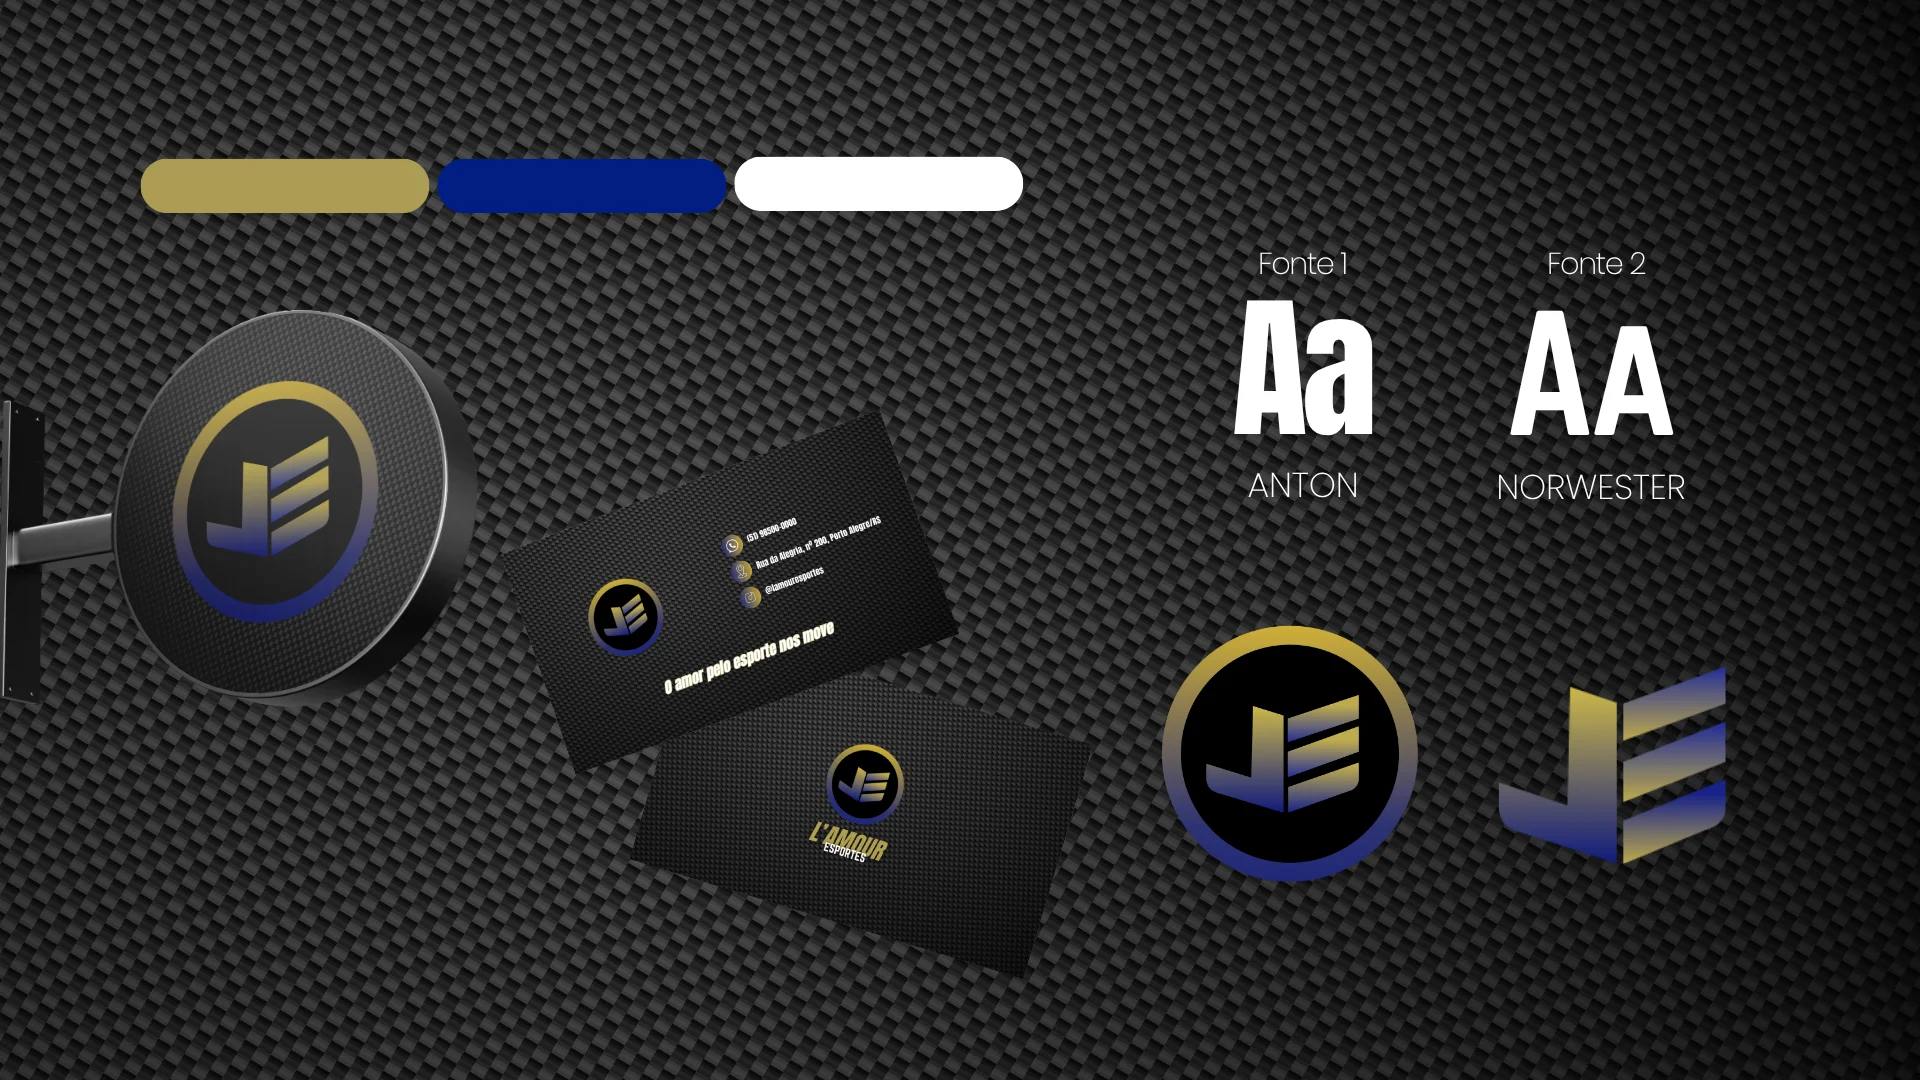 Fonte 1
Aa
ANTON
Fonte 2
AA
NORWESTER
(51) 98500-0000
Rua da Alegria, nº 200, Porto Alegre/RS
@lamouresportes
O amor pelo esporte nos move
L'AMOUR
ESPORTES